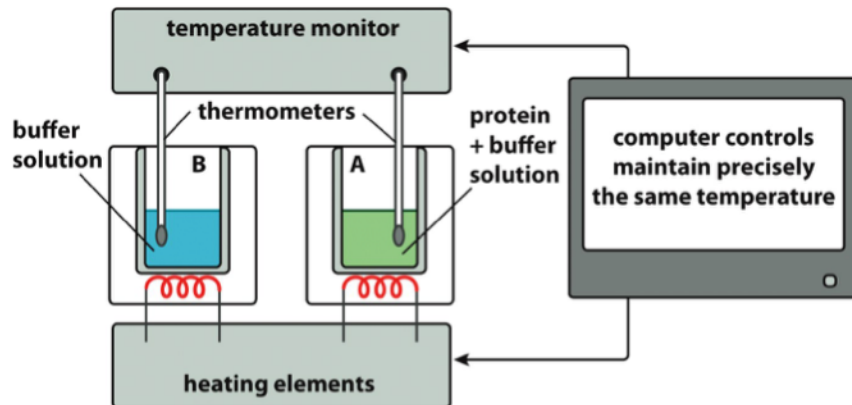 temperature monitor
thermometers
buffer
solution
B
A
protein
+ buffer
solution
computer controls
maintain precisely
the same temperature
heating elements